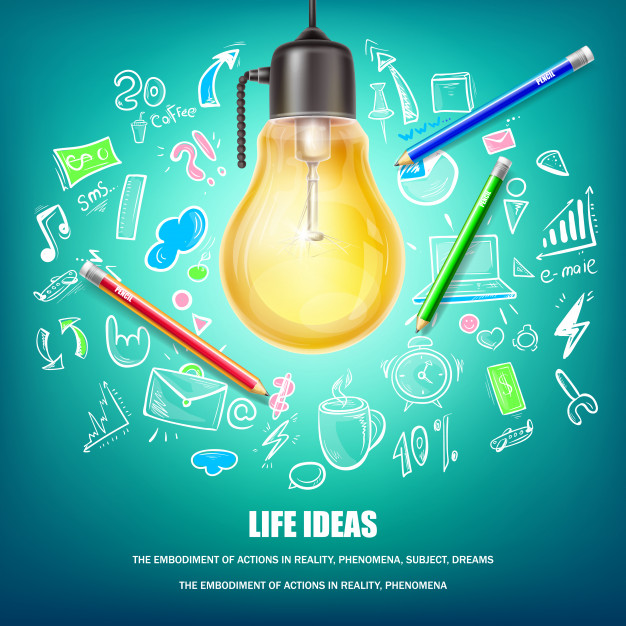 20
Coffee
www...
PENCIL
sms...
PENCIL
e-maie
PENCIL
@
10%
LIFE IDEAS
THE EMBODIMENT OF ACTIONS IN REALITY, PHENOMENA, SUBJECT, DREAMS
THE EMBODIMENT OF ACTIONS IN REALITY, PHENOMENA